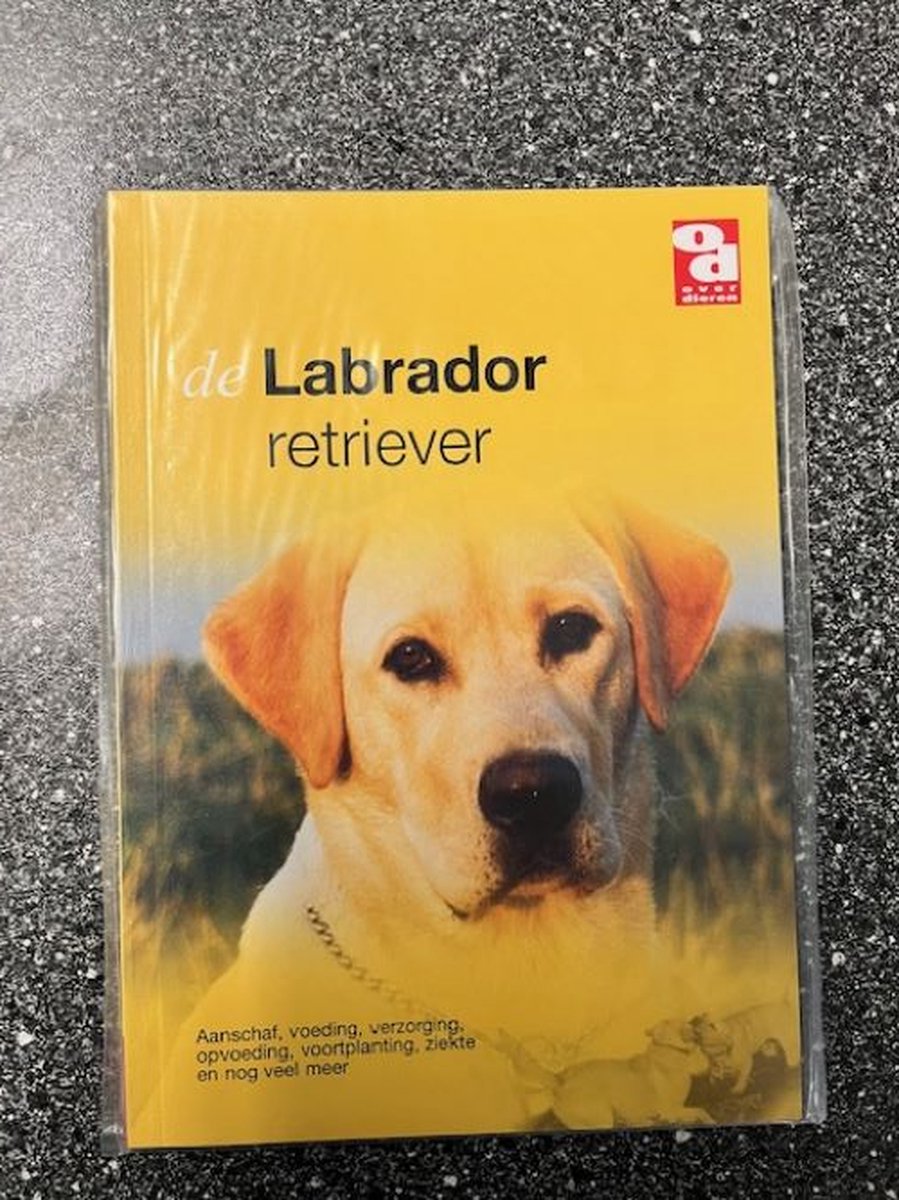 od
over
dieren
de Labrador
retriever
Aanschaf, voeding, verzorging,
opvoeding, voortplanting, ziekte
en nog veel meer